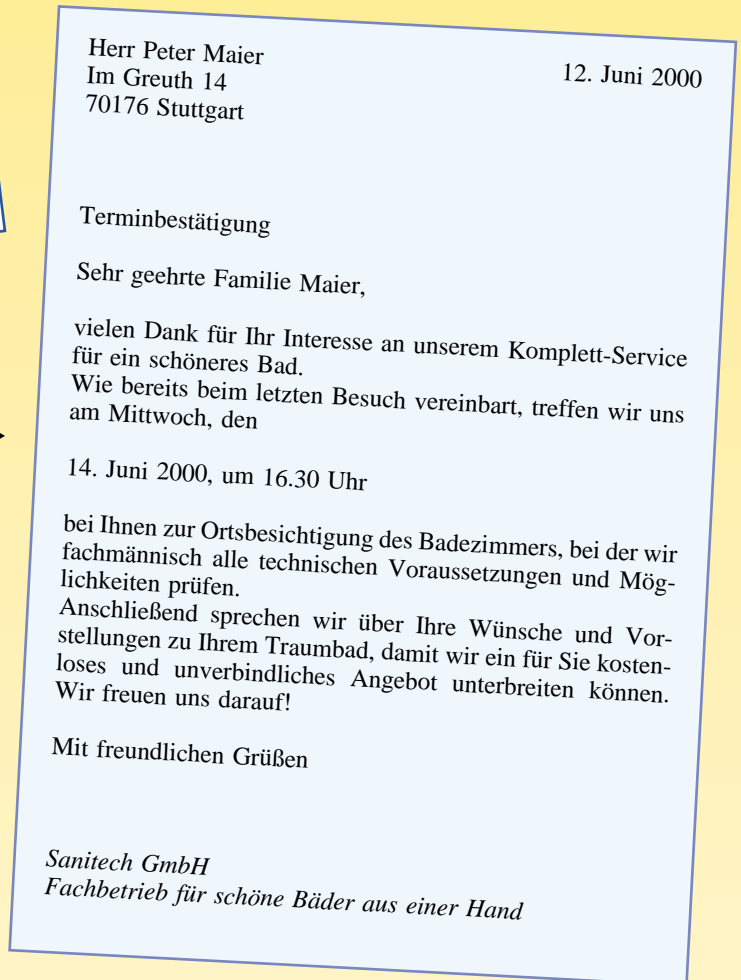 Herr Peter Maier
12. Juni 2000
Im Greuth 14
70176 Stuttgart
Terminbestätigung
Sehr geehrte Familie Maier,
vielen Dank für Ihr Interesse an unserem Komplett-Service
für ein schöneres Bad.
Wie bereits beim letzten Besuch vereinbart, treffen wir uns
am Mittwoch, den
14. Juni 2000, um 16.30 Uhr
bei Ihnen zur Ortsbesichtigung des Badezimmers, bei der wir
fachmännisch alle technischen Voraussetzungen und Mög-
lichkeiten prüfen.
Anschließend sprechen wir über Ihre Wünsche und Vor-
stellungen zu Ihrem Traumbad, damit wir ein für Sie kosten-
loses und unverbindliches Angebot unterbreiten können.
Wir freuen uns darauf!
Mit freundlichen Grüßen
Sanitech GmbH
Fachbetrieb für schöne Bäder aus einer Hand